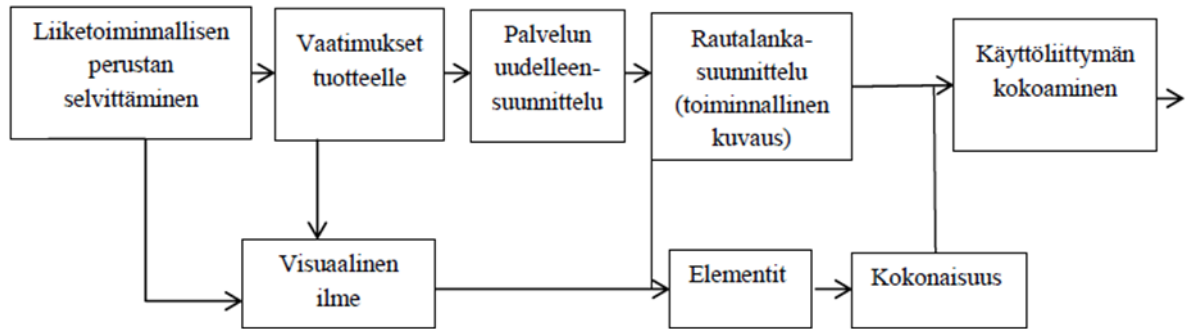 Liiketoiminnallisen
perustan
selvittäminen
Vaatimukset
tuotteelle
Palvelun
uudelleen-
suunnittelu
Rautalanka-
suunnittelu
(toiminnallinen
kuvaus)
Käyttöliittymän
kokoaminen
Visuaalinen
ilme
Elementit
Kokonaisuus